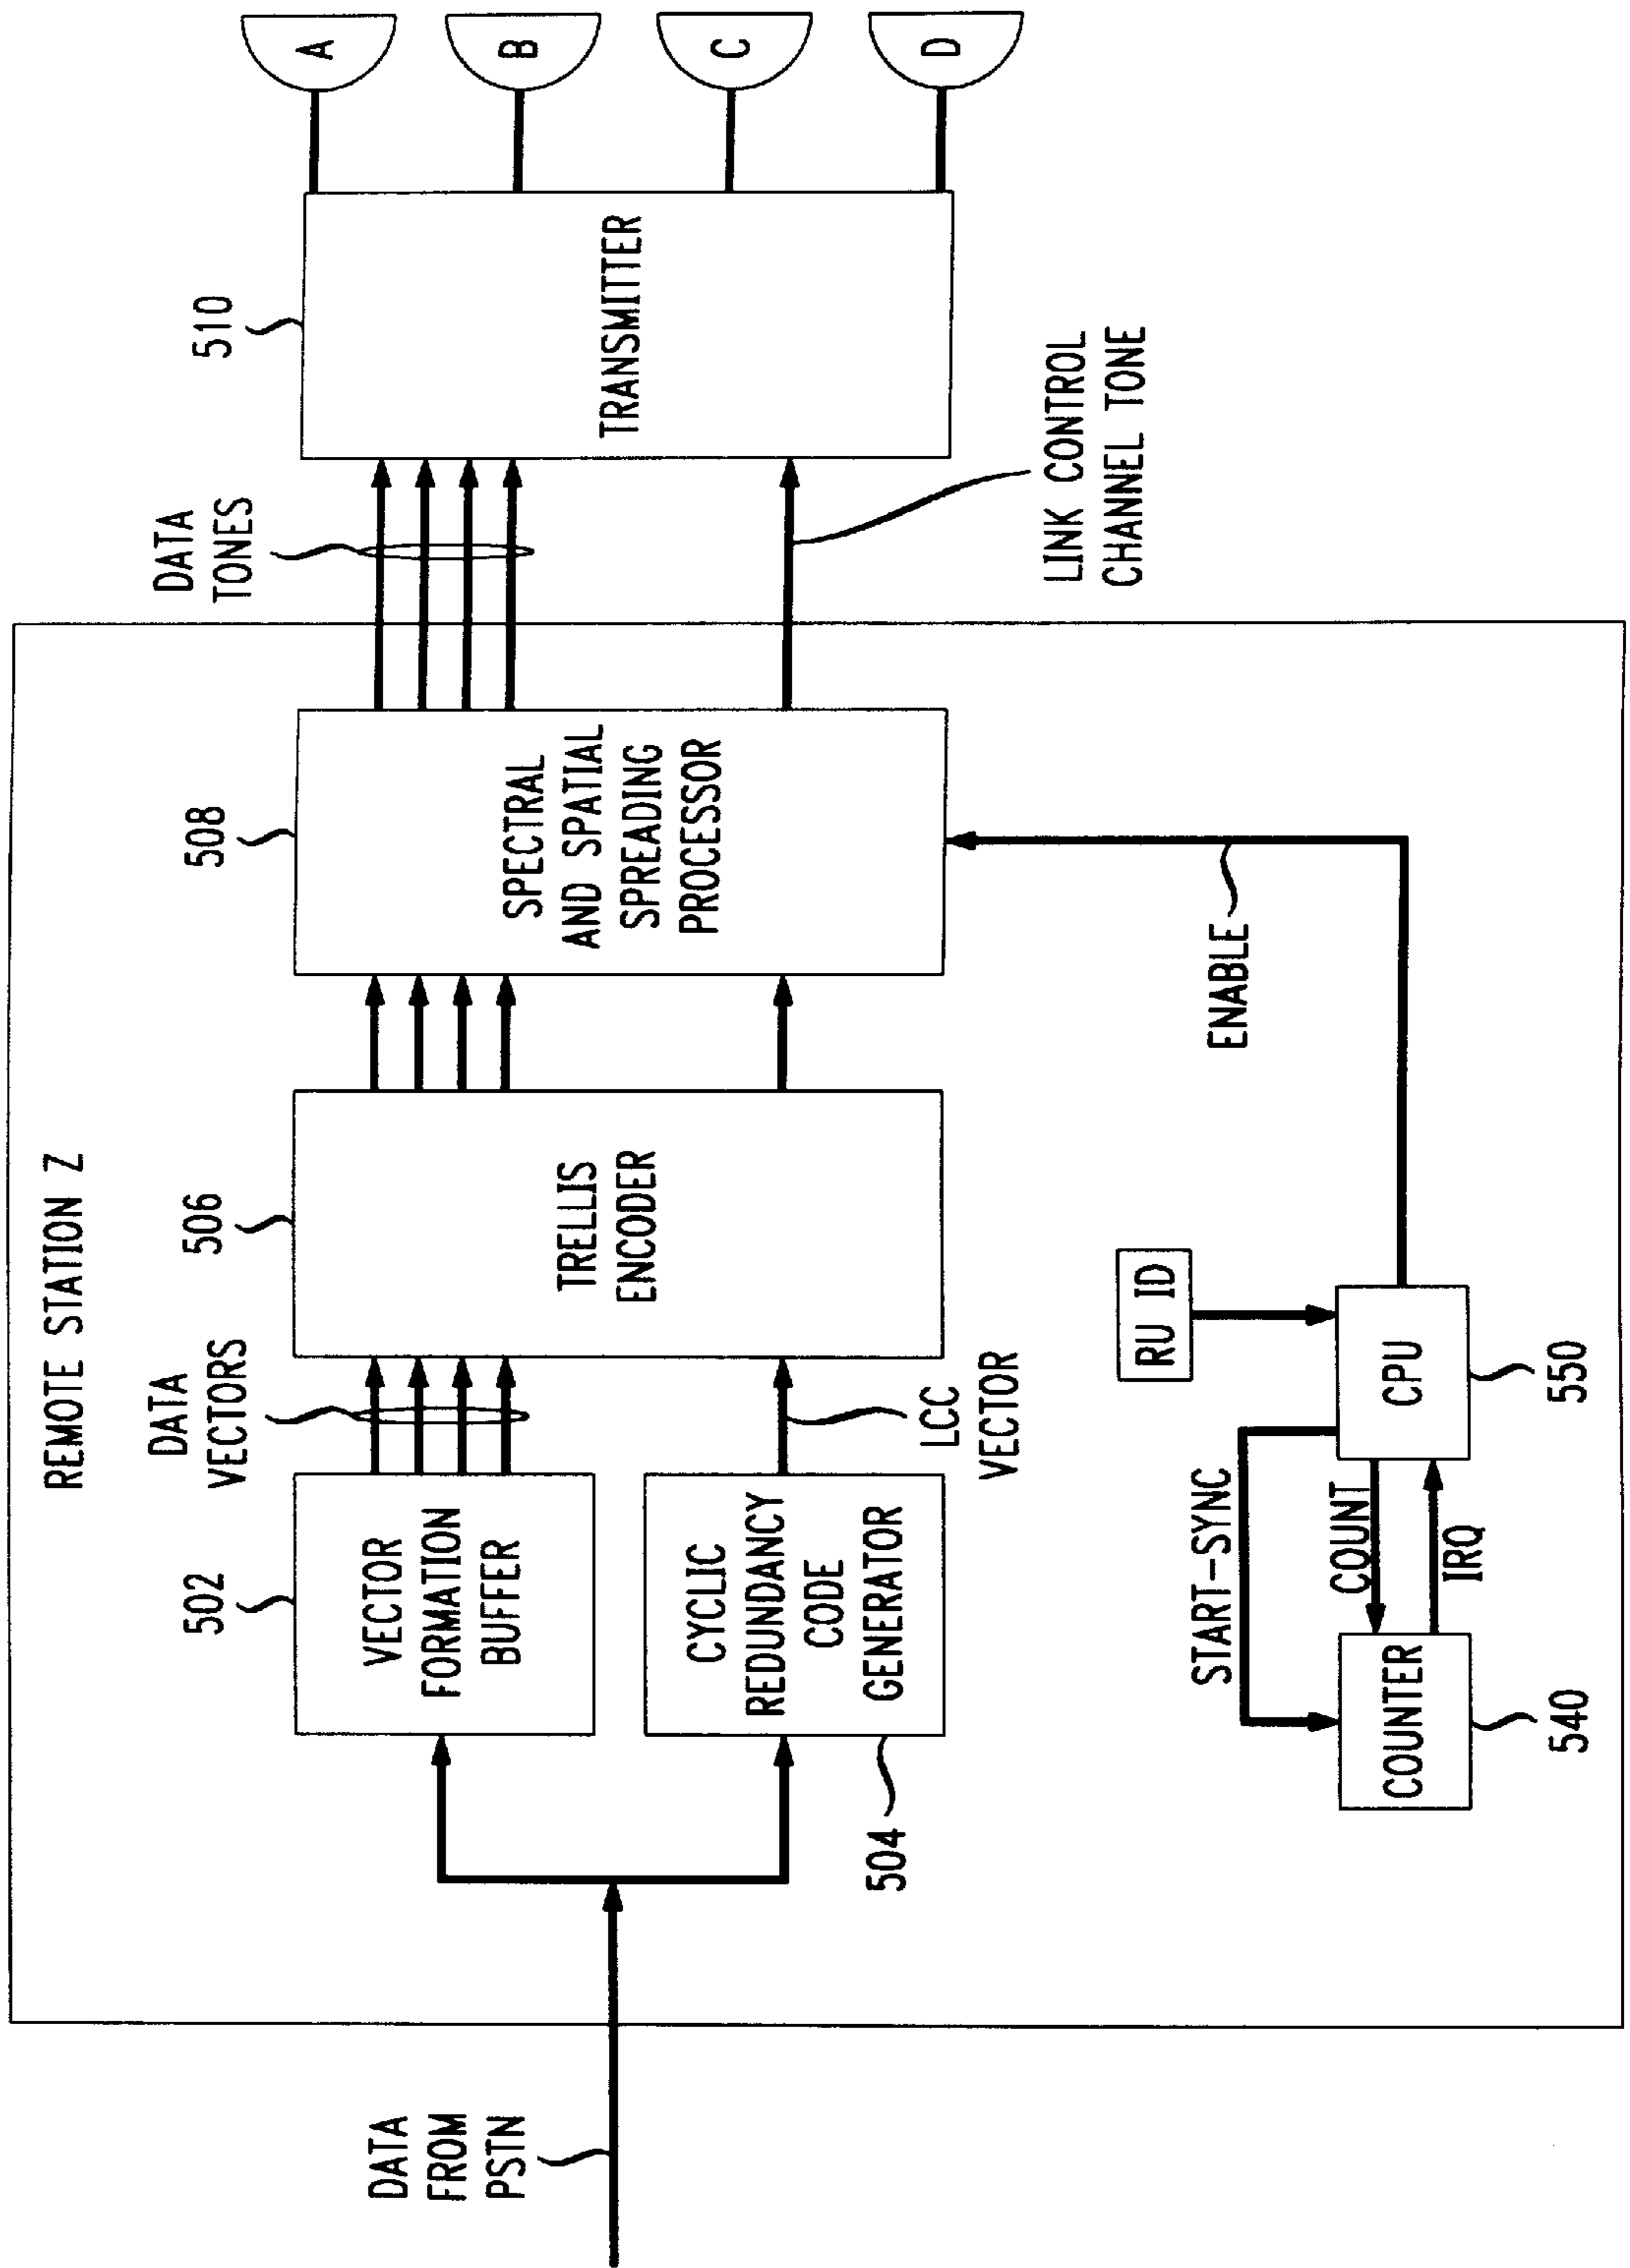 REMOTE STATION Z
DATA
FROM
PSTN
502
VECTOR
FORMATION
BUFFER
504
CYCLIC
REDUNDANCY
CODE
GENERATOR
DATA
VECTORS
LCC
VECTOR
506
TRELLIS
ENCODER
508
SPECTRAL
AND SPATIAL
SPREADING
PROCESSOR
DATA
TONES
LINK CONTROL
CHANNEL TONE
510
TRANSMITTER
A
B
C
D
START-SYNC
COUNT
IRQ
COUNTER
540
RU ID
CPU
550
ENABLE